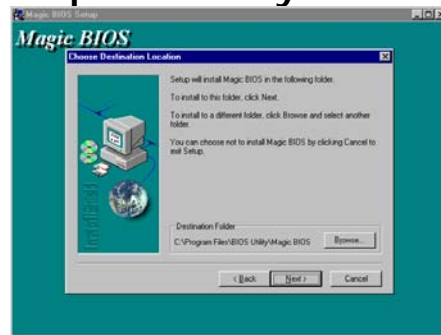 Magic BIOS Setup
Magic BIOS
Choose Destination Location
Setup will install Magic BIOS in the following folder.
To install to this folder, click Next.
To install to a different folder, click Browse and select another
folder.
You can choose not to install Magic BIOS by clicking Cancel to
exit Setup.
InstallShield
Destination Folder
C:\Program Files\BIOS Utility\Magic BIOS
Browse...
< Back
Next >
Cancel